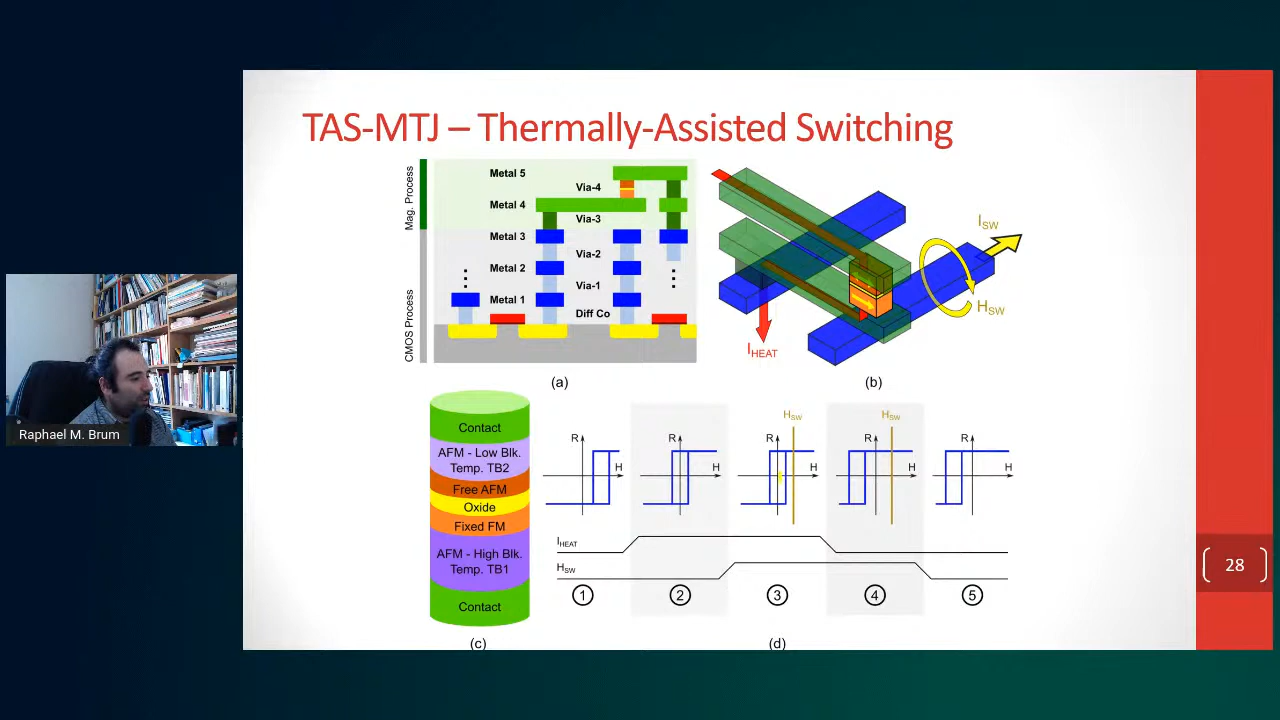 TAS-MTJ – Thermally-Assisted Switching
Mag. Process
CMOS Process
Metal 5
Via-4
Metal 4
Via-3
Metal 3
Via-2
Metal 2
Via-1
Metal 1
Diff Co
(a)
ISW
HSW
IHEAT
(b)
Raphael M. Brum
Contact
AFM - Low Blk.
Temp. TB2
Free AFM
Oxide
Fixed FM
AFM - High Blk.
Temp. TB1
Contact
(c)
HSW HSW
R R R R R
H H H H H
IHEAT
HSW
1 2 3 4 5
(d)
28